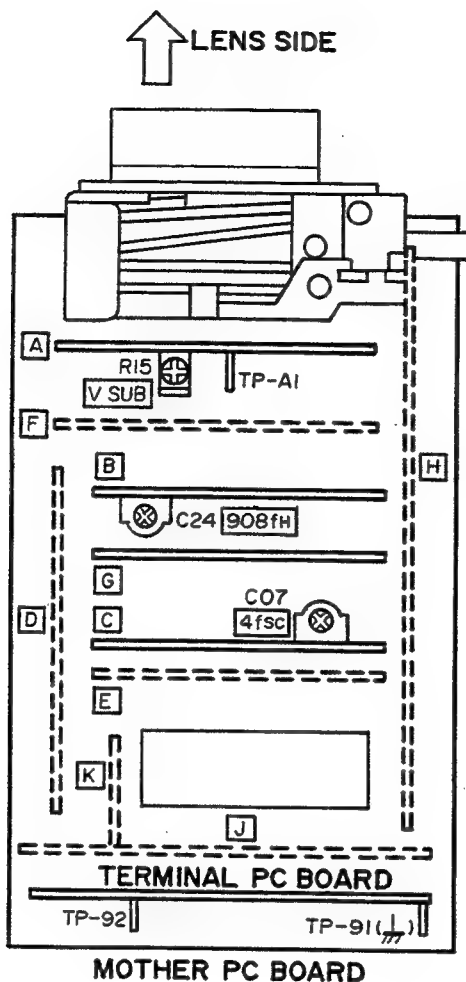 LENS SIDE
A
R15
TP-A1
V SUB
F
B
H
C24 908fH
G
C07
D
C
4fsc
E
K
J
TERMINAL PC BOARD
TP-92
TP-91(⏚)
MOTHER PC BOARD